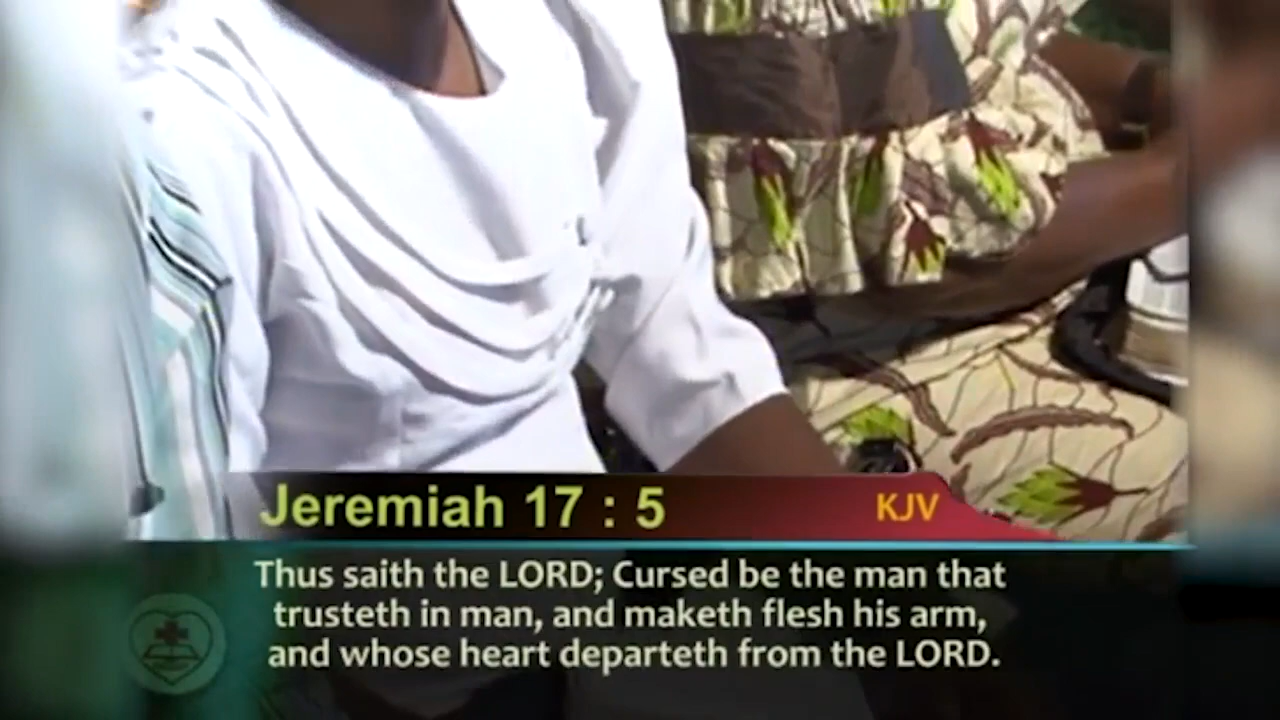 Jeremiah 17 : 5
KJV
Thus saith the LORD; Cursed be the man that
trusteth in man, and maketh flesh his arm,
and whose heart departeth from the LORD.